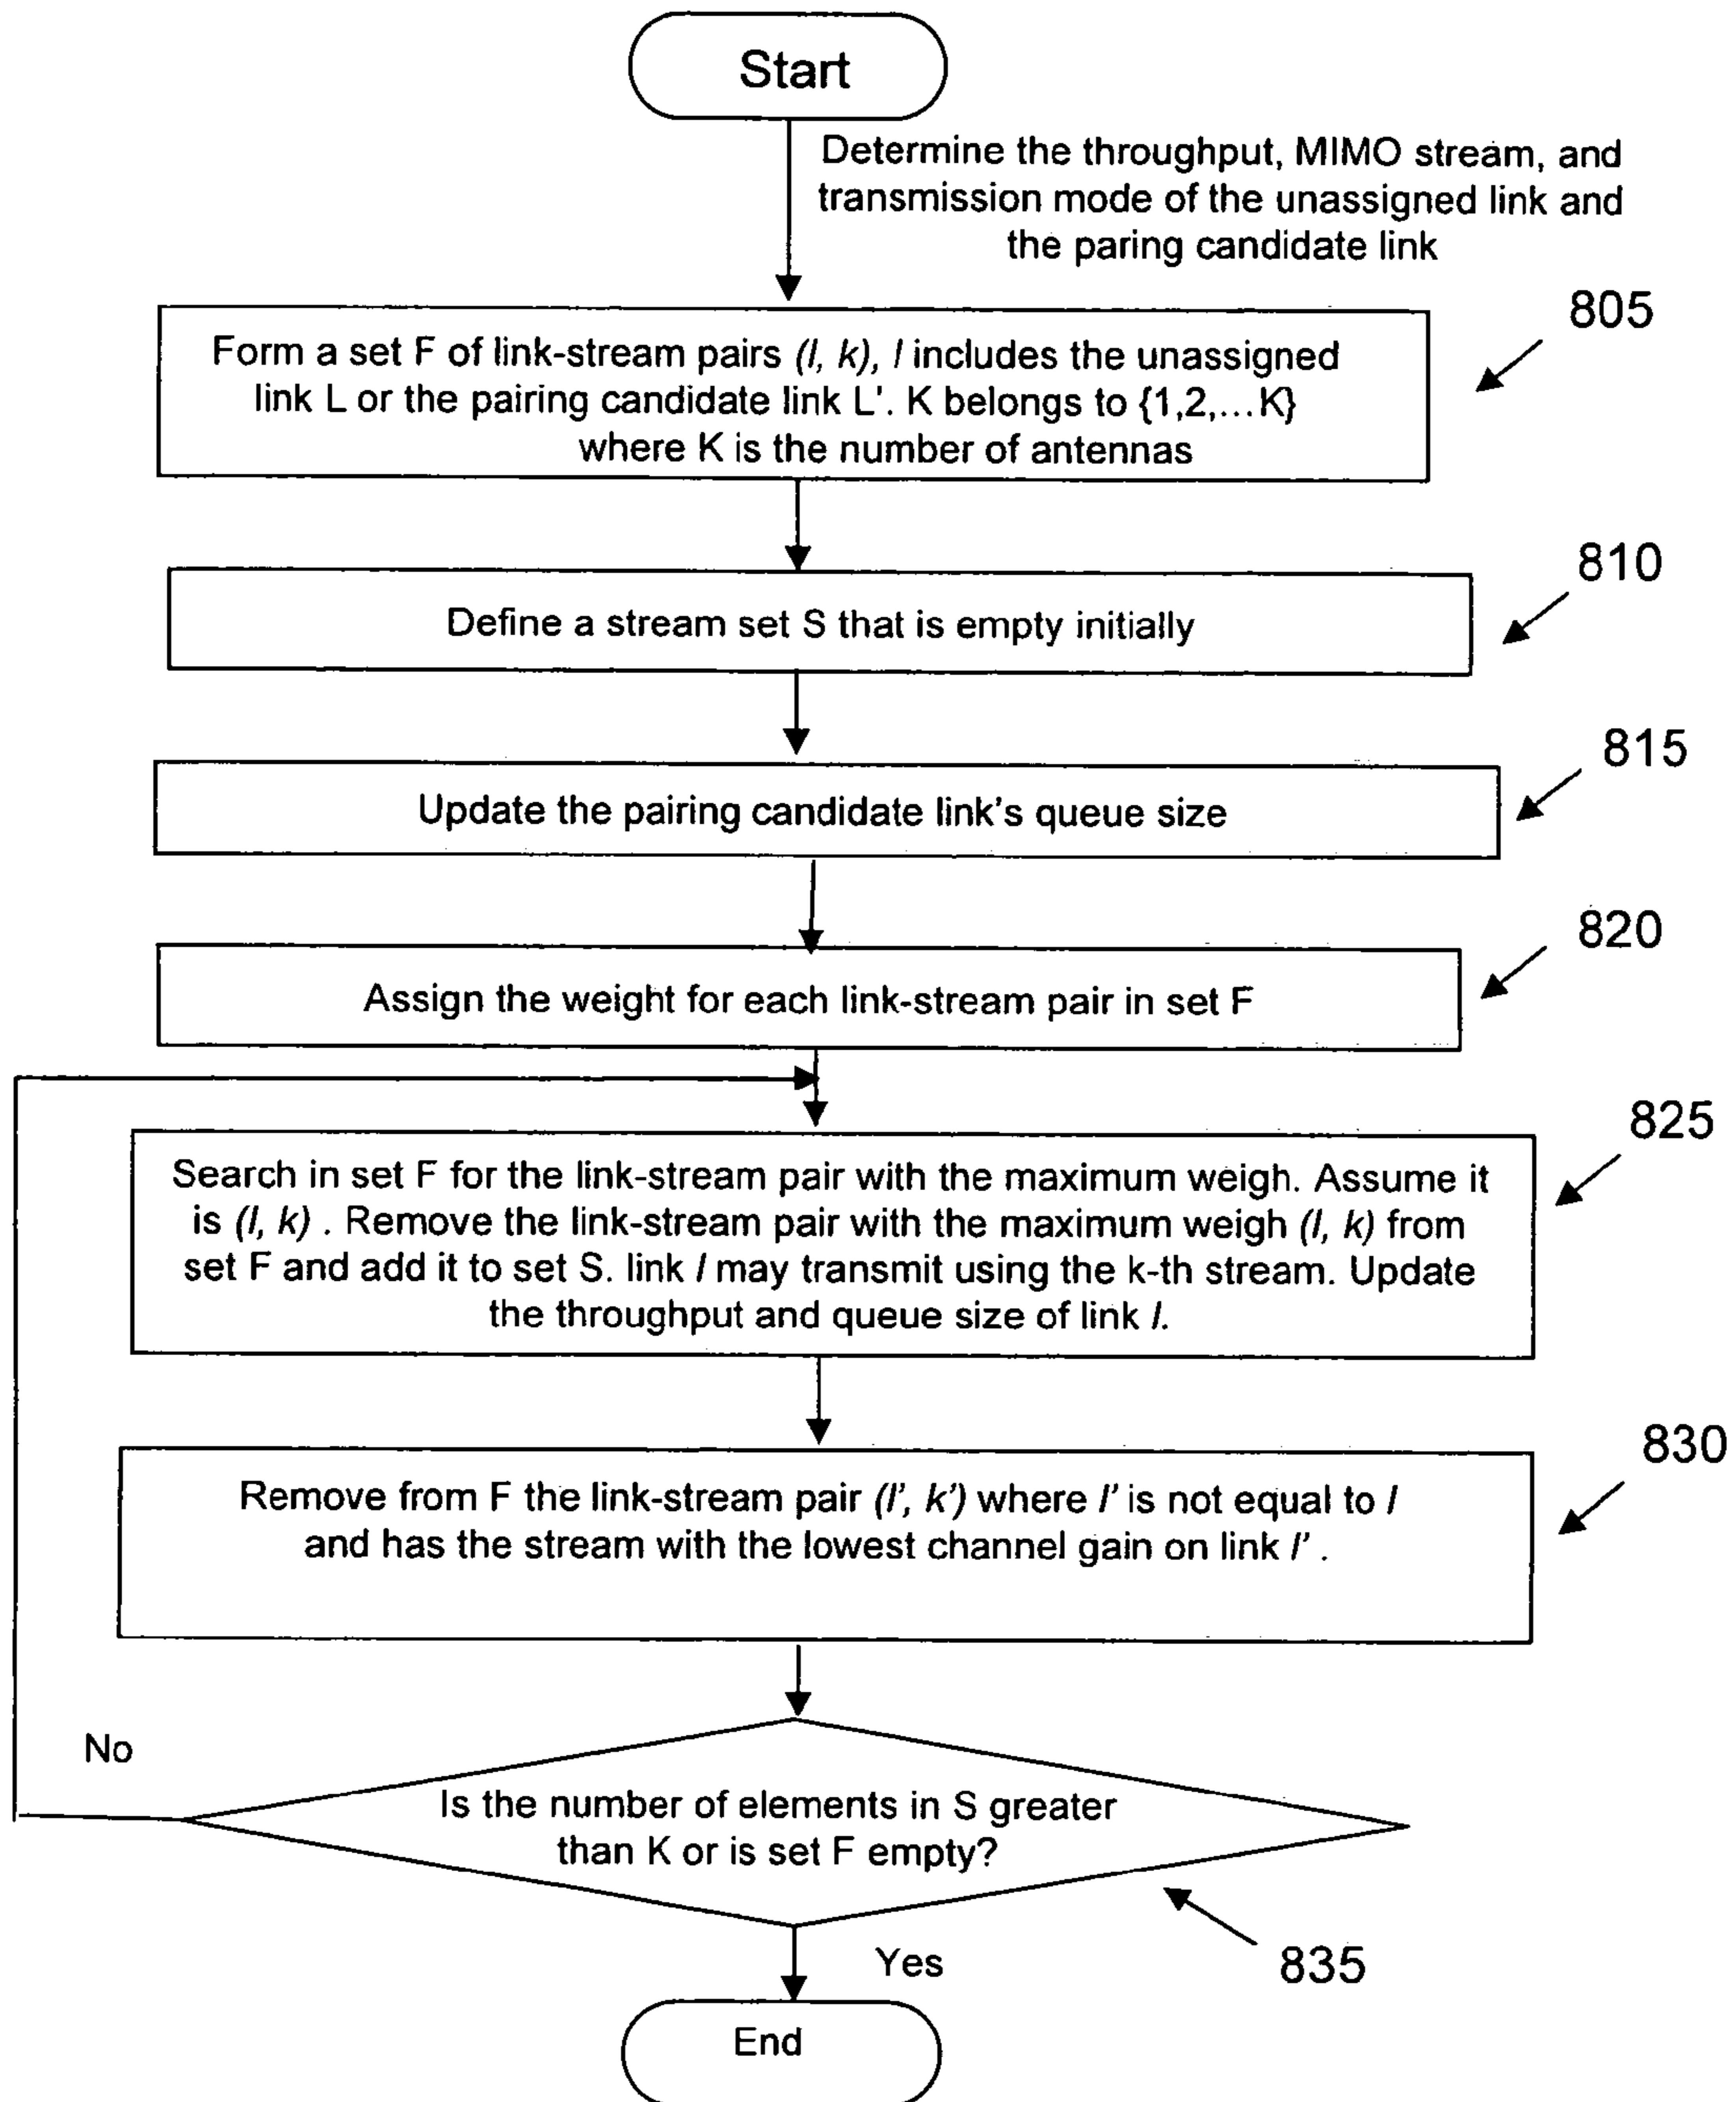 Start
Determine the throughput, MIMO stream, and
transmission mode of the unassigned link and
the paring candidate link
805
Form a set F of link-stream pairs (l, k), l includes the unassigned
link L or the pairing candidate link L'. K belongs to {1,2,...K}
where K is the number of antennas
810
Define a stream set S that is empty initially
815
Update the pairing candidate link's queue size
820
Assign the weight for each link-stream pair in set F
825
Search in set F for the link-stream pair with the maximum weigh. Assume it
is (l, k) . Remove the link-stream pair with the maximum weigh (l, k) from
set F and add it to set S. link l may transmit using the k-th stream. Update
the throughput and queue size of link l.
830
Remove from F the link-stream pair (l', k') where l' is not equal to l
and has the stream with the lowest channel gain on link l' .
No
Is the number of elements in S greater
than K or is set F empty?
835
Yes
End